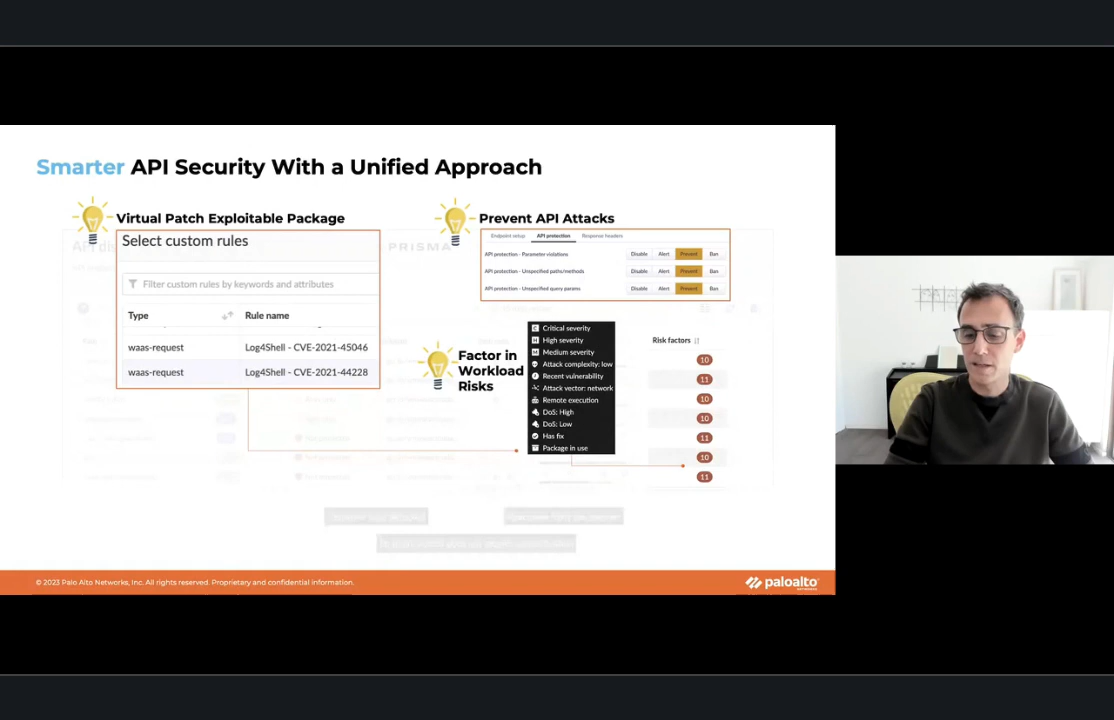 Smarter API Security With a Unified Approach
Virtual Patch Exploitable Package
Select custom rules
Filter custom rules by keywords and attributes
Type
Rule name
waas-request
Log4Shell - CVE-2021-45046
waas-request
Log4Shell - CVE-2021-44228
PRISMA
Prevent API Attacks
Endpoint setup
API protection
Response headers
API protection - Parameter violations
Disable
Alert
Prevent
Ban
API protection - Unspecified paths/methods
Disable
Alert
Prevent
Ban
API protection - Unspecified query params
Disable
Alert
Prevent
Ban
Factor in
Workload
Risks
Critical severity
High severity
Medium severity
Attack complexity: low
Recent vulnerability
Attack vector: network
Remote execution
DoS: High
DoS: Low
Has fix
Package in use
Risk factors
10
11
10
10
11
10
11
© 2023 Palo Alto Networks, Inc. All rights reserved. Proprietary and confidential information.
paloalto
NETWORKS